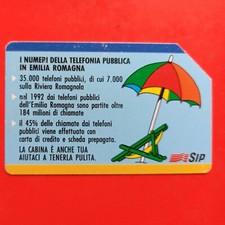 I NUMERI DELLA TELEFONIA PUBBLICA
IN EMILIA ROMAGNA
35.000 telefoni pubblici, di cui 7.000
sulla Riviera Romagnola
nel 1992 dai telefoni pubblici
dell'Emilia Romagna sono partite oltre
184 milioni di chiamate
il 45% delle chiamate dai telefoni
pubblici viene effettuato con
carta di credito e scheda prepagata.
LA CABINA È ANCHE TUA
AIUTACI A TENERLA PULITA.
SIP